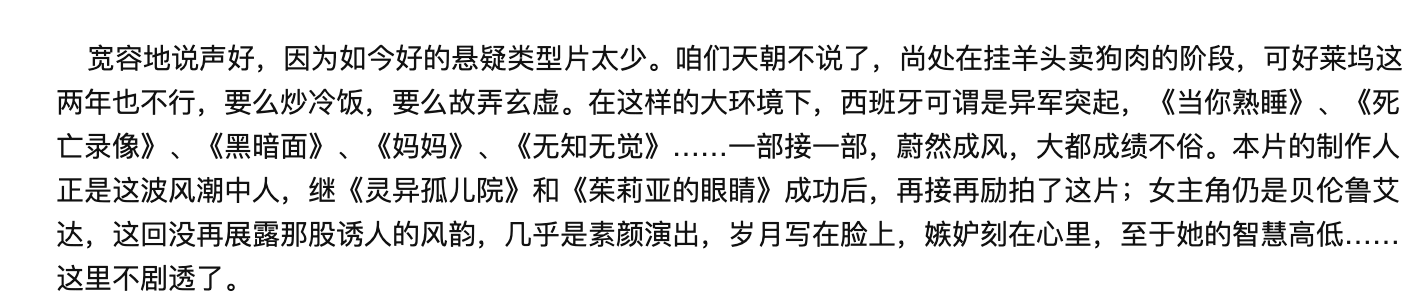 宽容地说声好，因为如今好的悬疑类型片太少。咱们天朝不说了，尚处在挂羊头卖狗肉的阶段，可好莱坞这
两年也不行，要么炒冷饭，要么故弄玄虚。在这样的大环境下，西班牙可谓是异军突起，《当你熟睡》、《死
亡录像》、《黑暗面》、《妈妈》、《无知无觉》……一部接一部，蔚然成风，大都成绩不俗。本片的制作人
正是这波风潮中人，继《灵异孤儿院》和《茱莉亚的眼睛》成功后，再接再励拍了这片；女主角仍是贝伦鲁艾
达，这回没再展露那股诱人的风韵，几乎是素颜演出，岁月写在脸上，嫉妒刻在心里，至于她的智慧高低……
这里不剧透了。